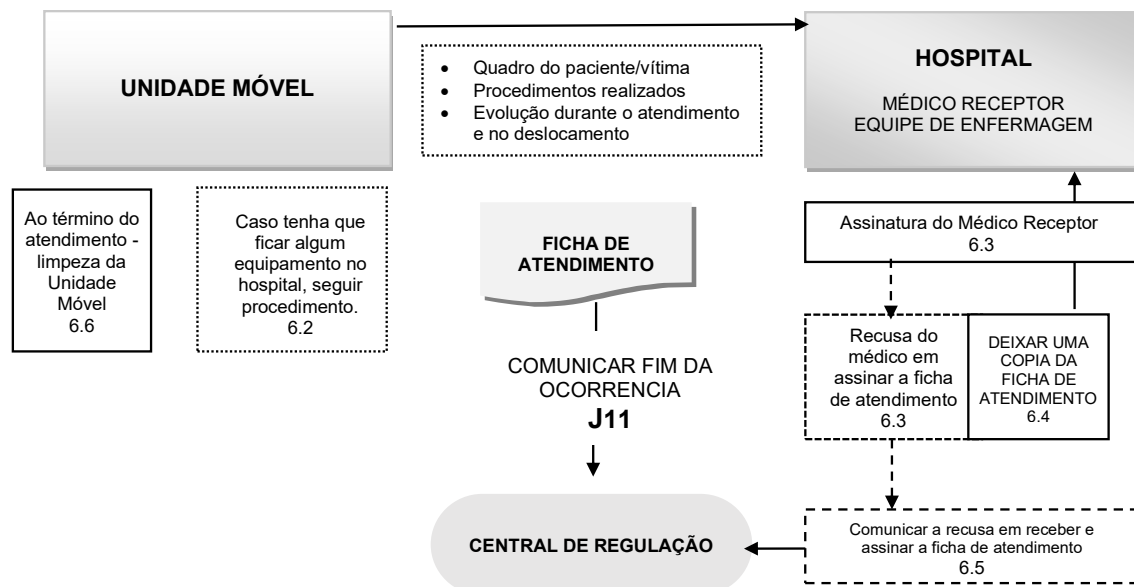 UNIDADE MÓVEL
• Quadro do paciente/vítima
• Procedimentos realizados
• Evolução durante o atendimento
e no deslocamento
HOSPITAL
MÉDICO RECEPTOR
EQUIPE DE ENFERMAGEM
Ao término do
atendimento -
limpeza da
Unidade
Móvel
6.6
Caso tenha que
ficar algum
equipamento no
hospital, seguir
procedimento.
6.2
FICHA DE
ATENDIMENTO
Assinatura do Médico Receptor
6.3
Recusa do
médico em
assinar a ficha
de atendimento
6.3
DEIXAR UMA
COPIA DA
FICHA DE
ATENDIMENTO
6.4
COMUNICAR FIM DA
OCORRENCIA
J11
CENTRAL DE REGULAÇÃO
Comunicar a recusa em receber e
assinar a ficha de atendimento
6.5